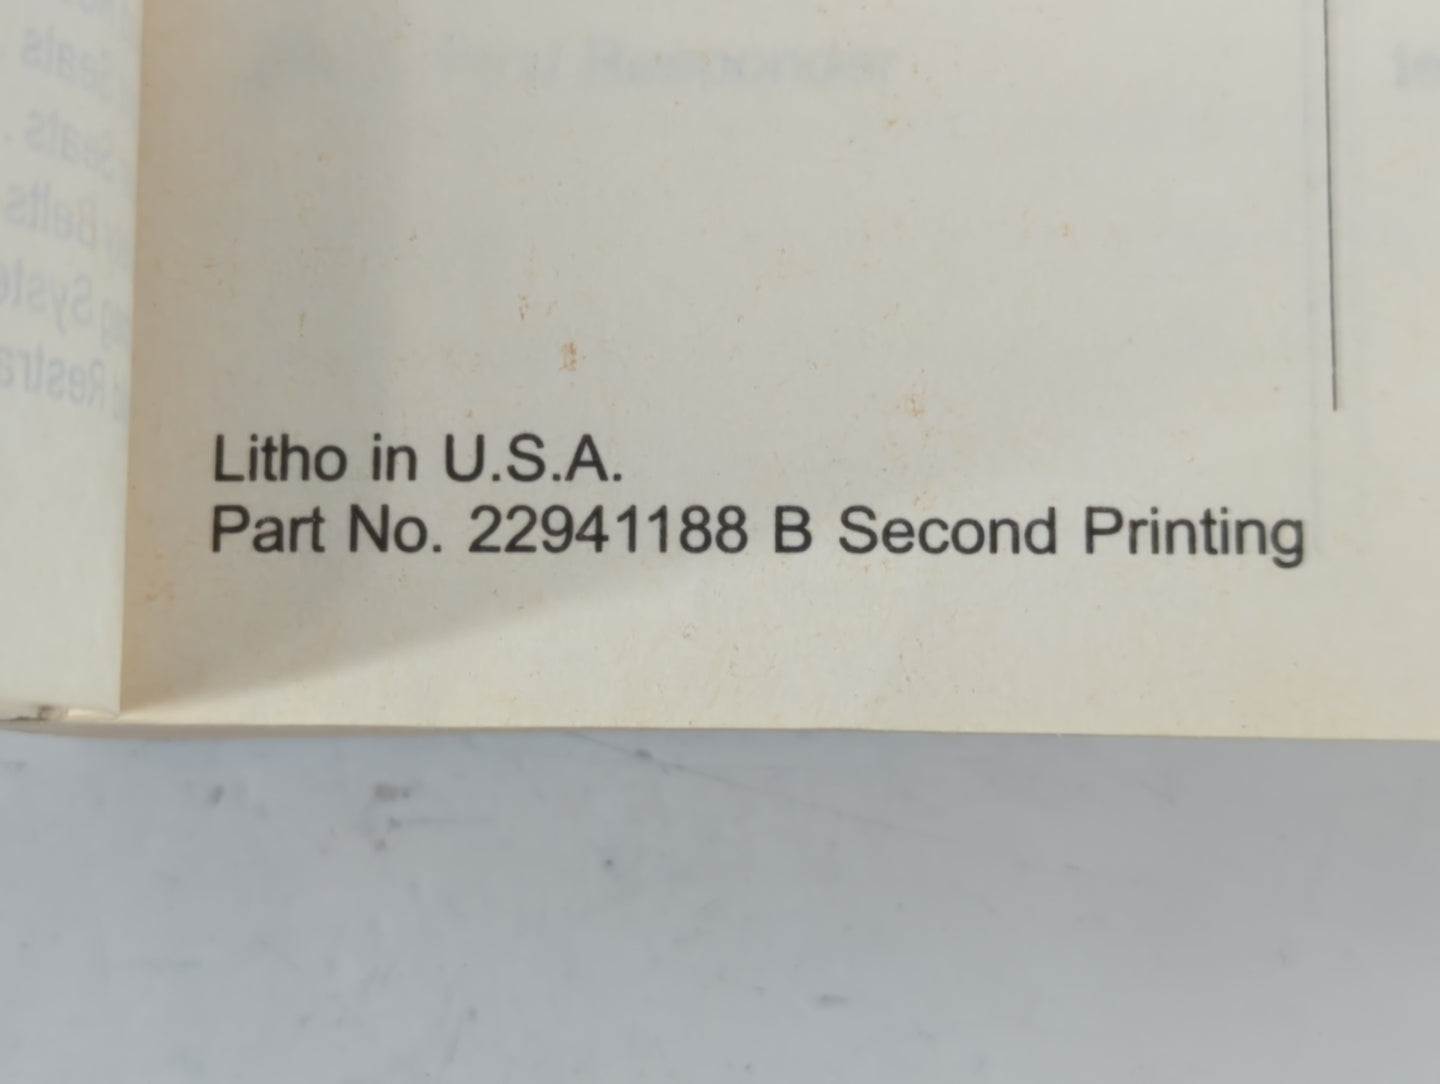 Litho in U.S.A.
Part No. 22941188 B Second Printing